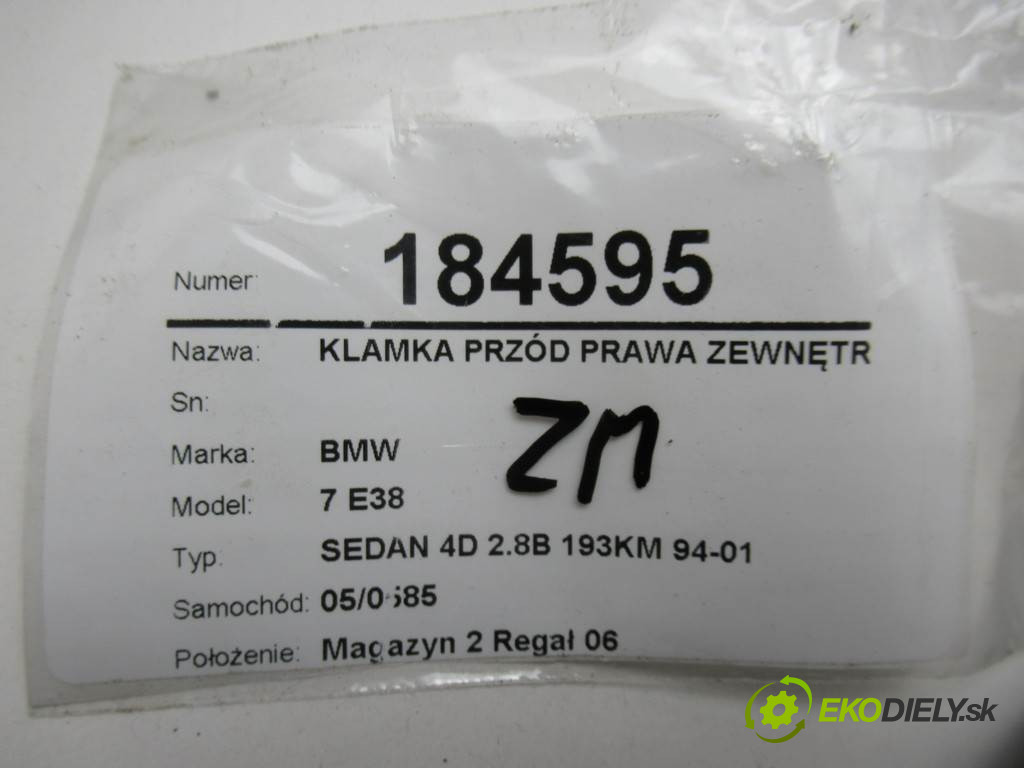 Numer: 184595
Nazwa: KLAMKA PRZÓD PRAWA ZEWNĘTR
Sn:
ZM
Marka: BMW
Model: 7 E38
Typ. SEDAN 4D 2.8B 193KM 94-01
Samochód:
Położenie: Magazyn 2 Regał 06
EKODIELY.sk